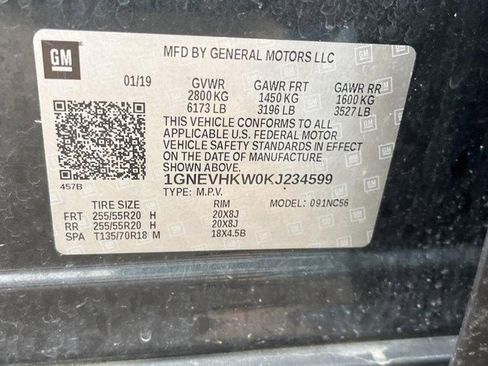 GM
MFD BY GENERAL MOTORS LLC
01/19 GVWR GAWR FRT GAWR RR
2800 KG 1450 KG 1600 KG
6173 LB 3196 LB 3527 LB
THIS VEHICLE CONFORMS TO ALL
APPLICABLE U.S. FEDERAL MOTOR
VEHICLE SAFETY STANDARDS IN EFFECT
ON THE DATE OF MANUFACTURE
SHOWN ABOVE.
457B
1GNEVHKW0KJ234599
TYPE: M.P.V. MODEL: 091NC56
TIRE SIZE RIM
FRT 255/55R20 H 20X8J
RR 255/55R20 H 20X8J
SPA T135/70R18 M 18X4.5B